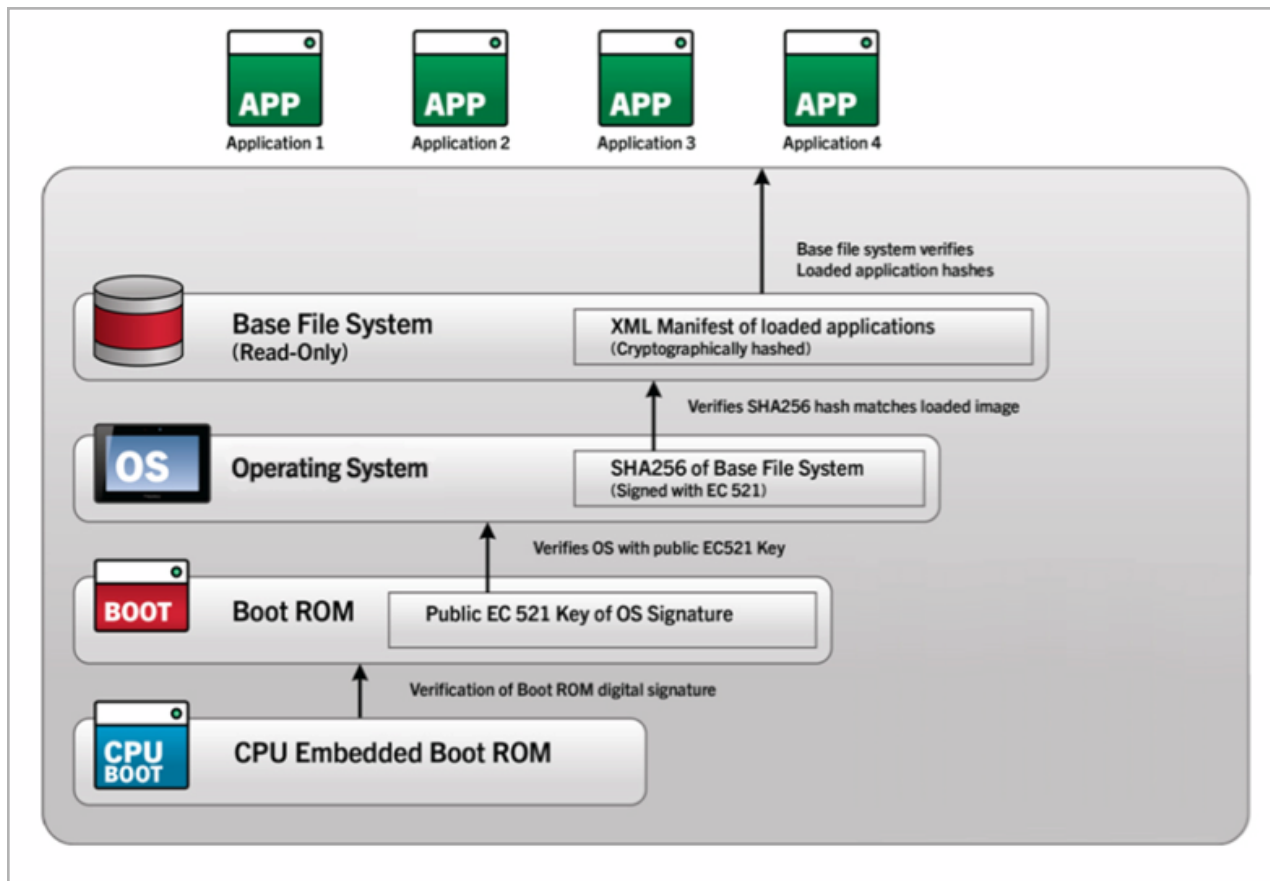 APP
APP
APP
APP
Application 1
Application 2
Application 3
Application 4
Base file system verifies
Loaded application hashes
Base File System
(Read-Only)
XML Manifest of loaded applications
(Cryptographically hashed)
Verifies SHA256 hash matches loaded image
OS
Operating System
SHA256 of Base File System
(Signed with EC 521)
Verifies OS with public EC521 Key
BOOT
Boot ROM
Public EC 521 Key of OS Signature
Verification of Boot ROM digital signature
CPU
BOOT
CPU Embedded Boot ROM